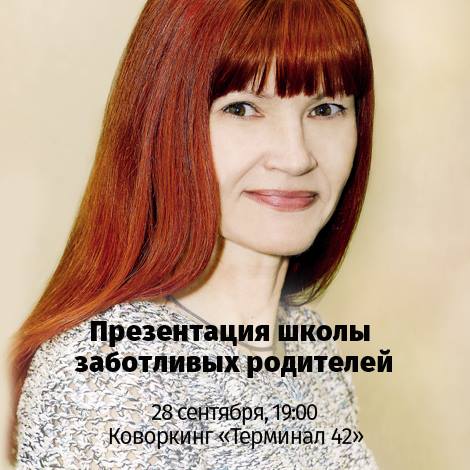 Презентация школы
заботливых родителей
28 сентября, 19:00
Коворкинг «Терминал 42»